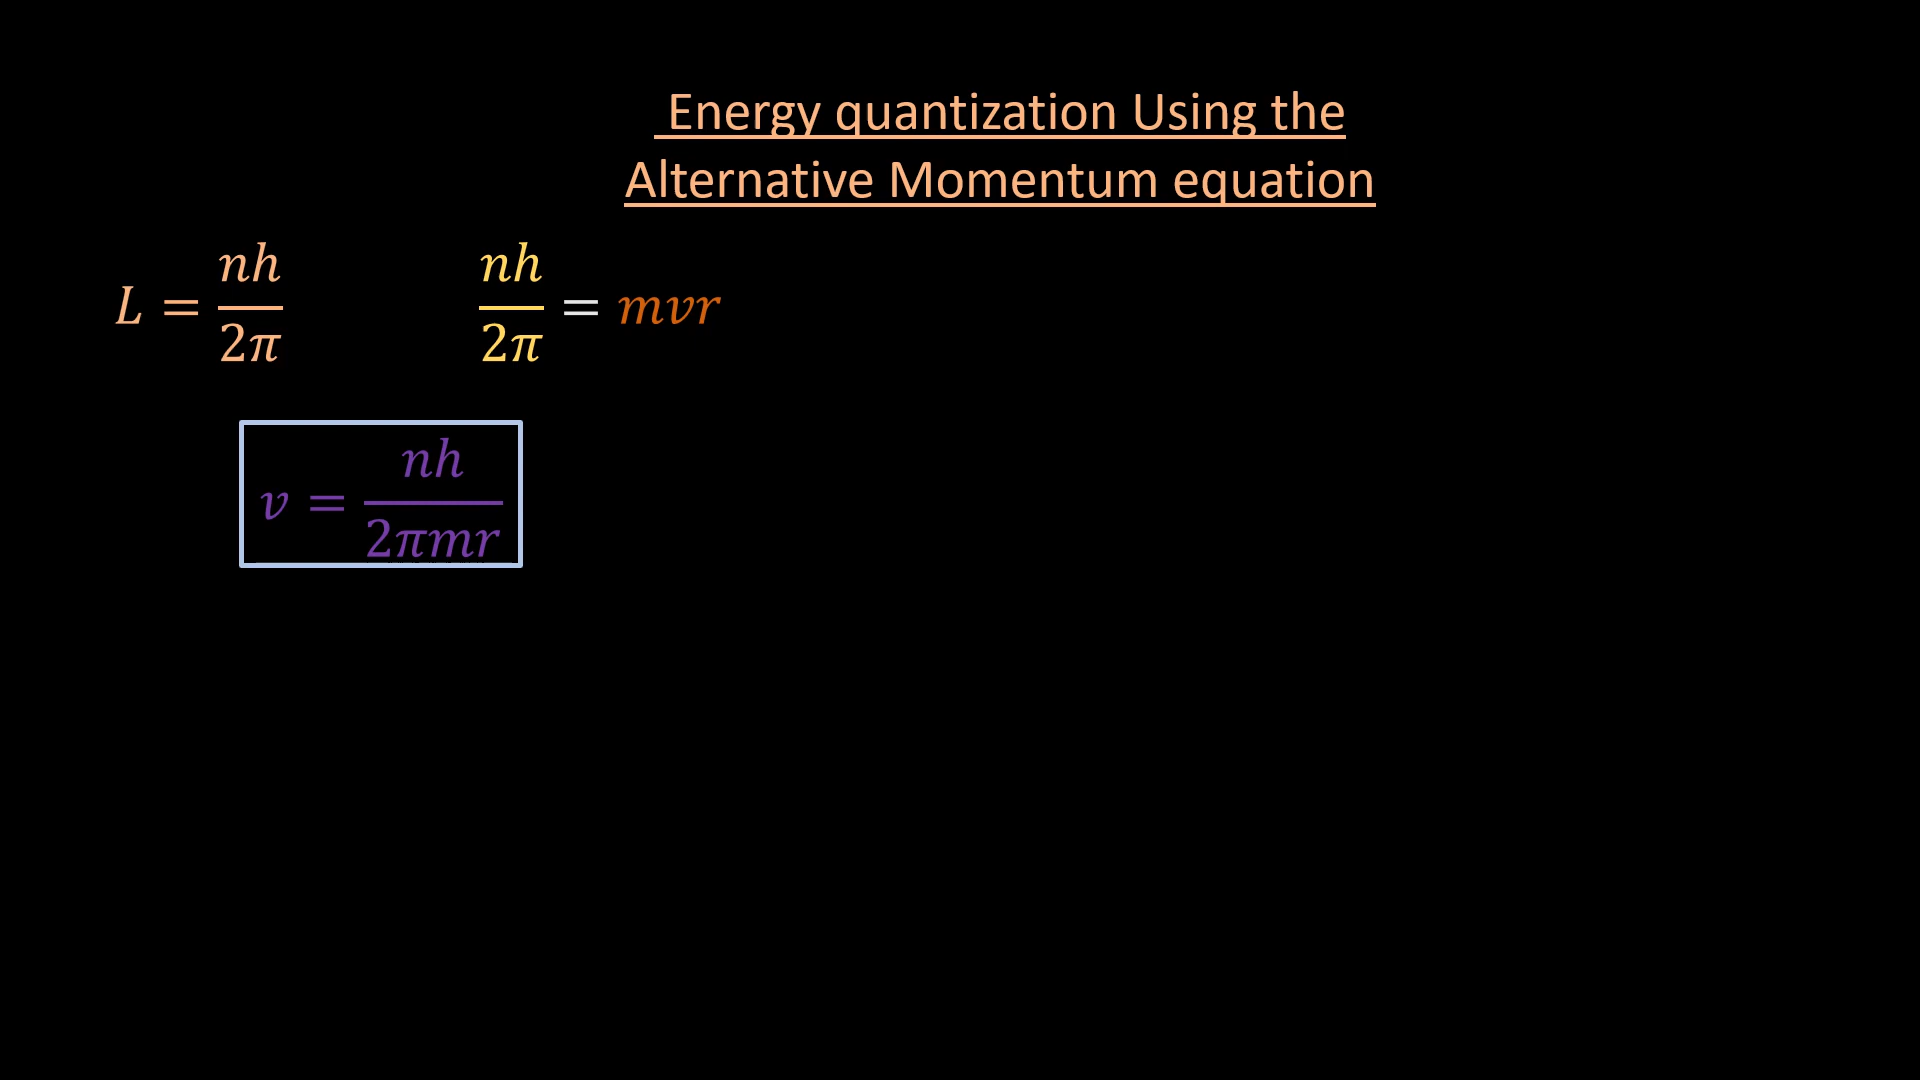 Energy quantization Using the
Alternative Momentum equation
L = nh/2π
nh/2π = mvr
v = nh/2πmr